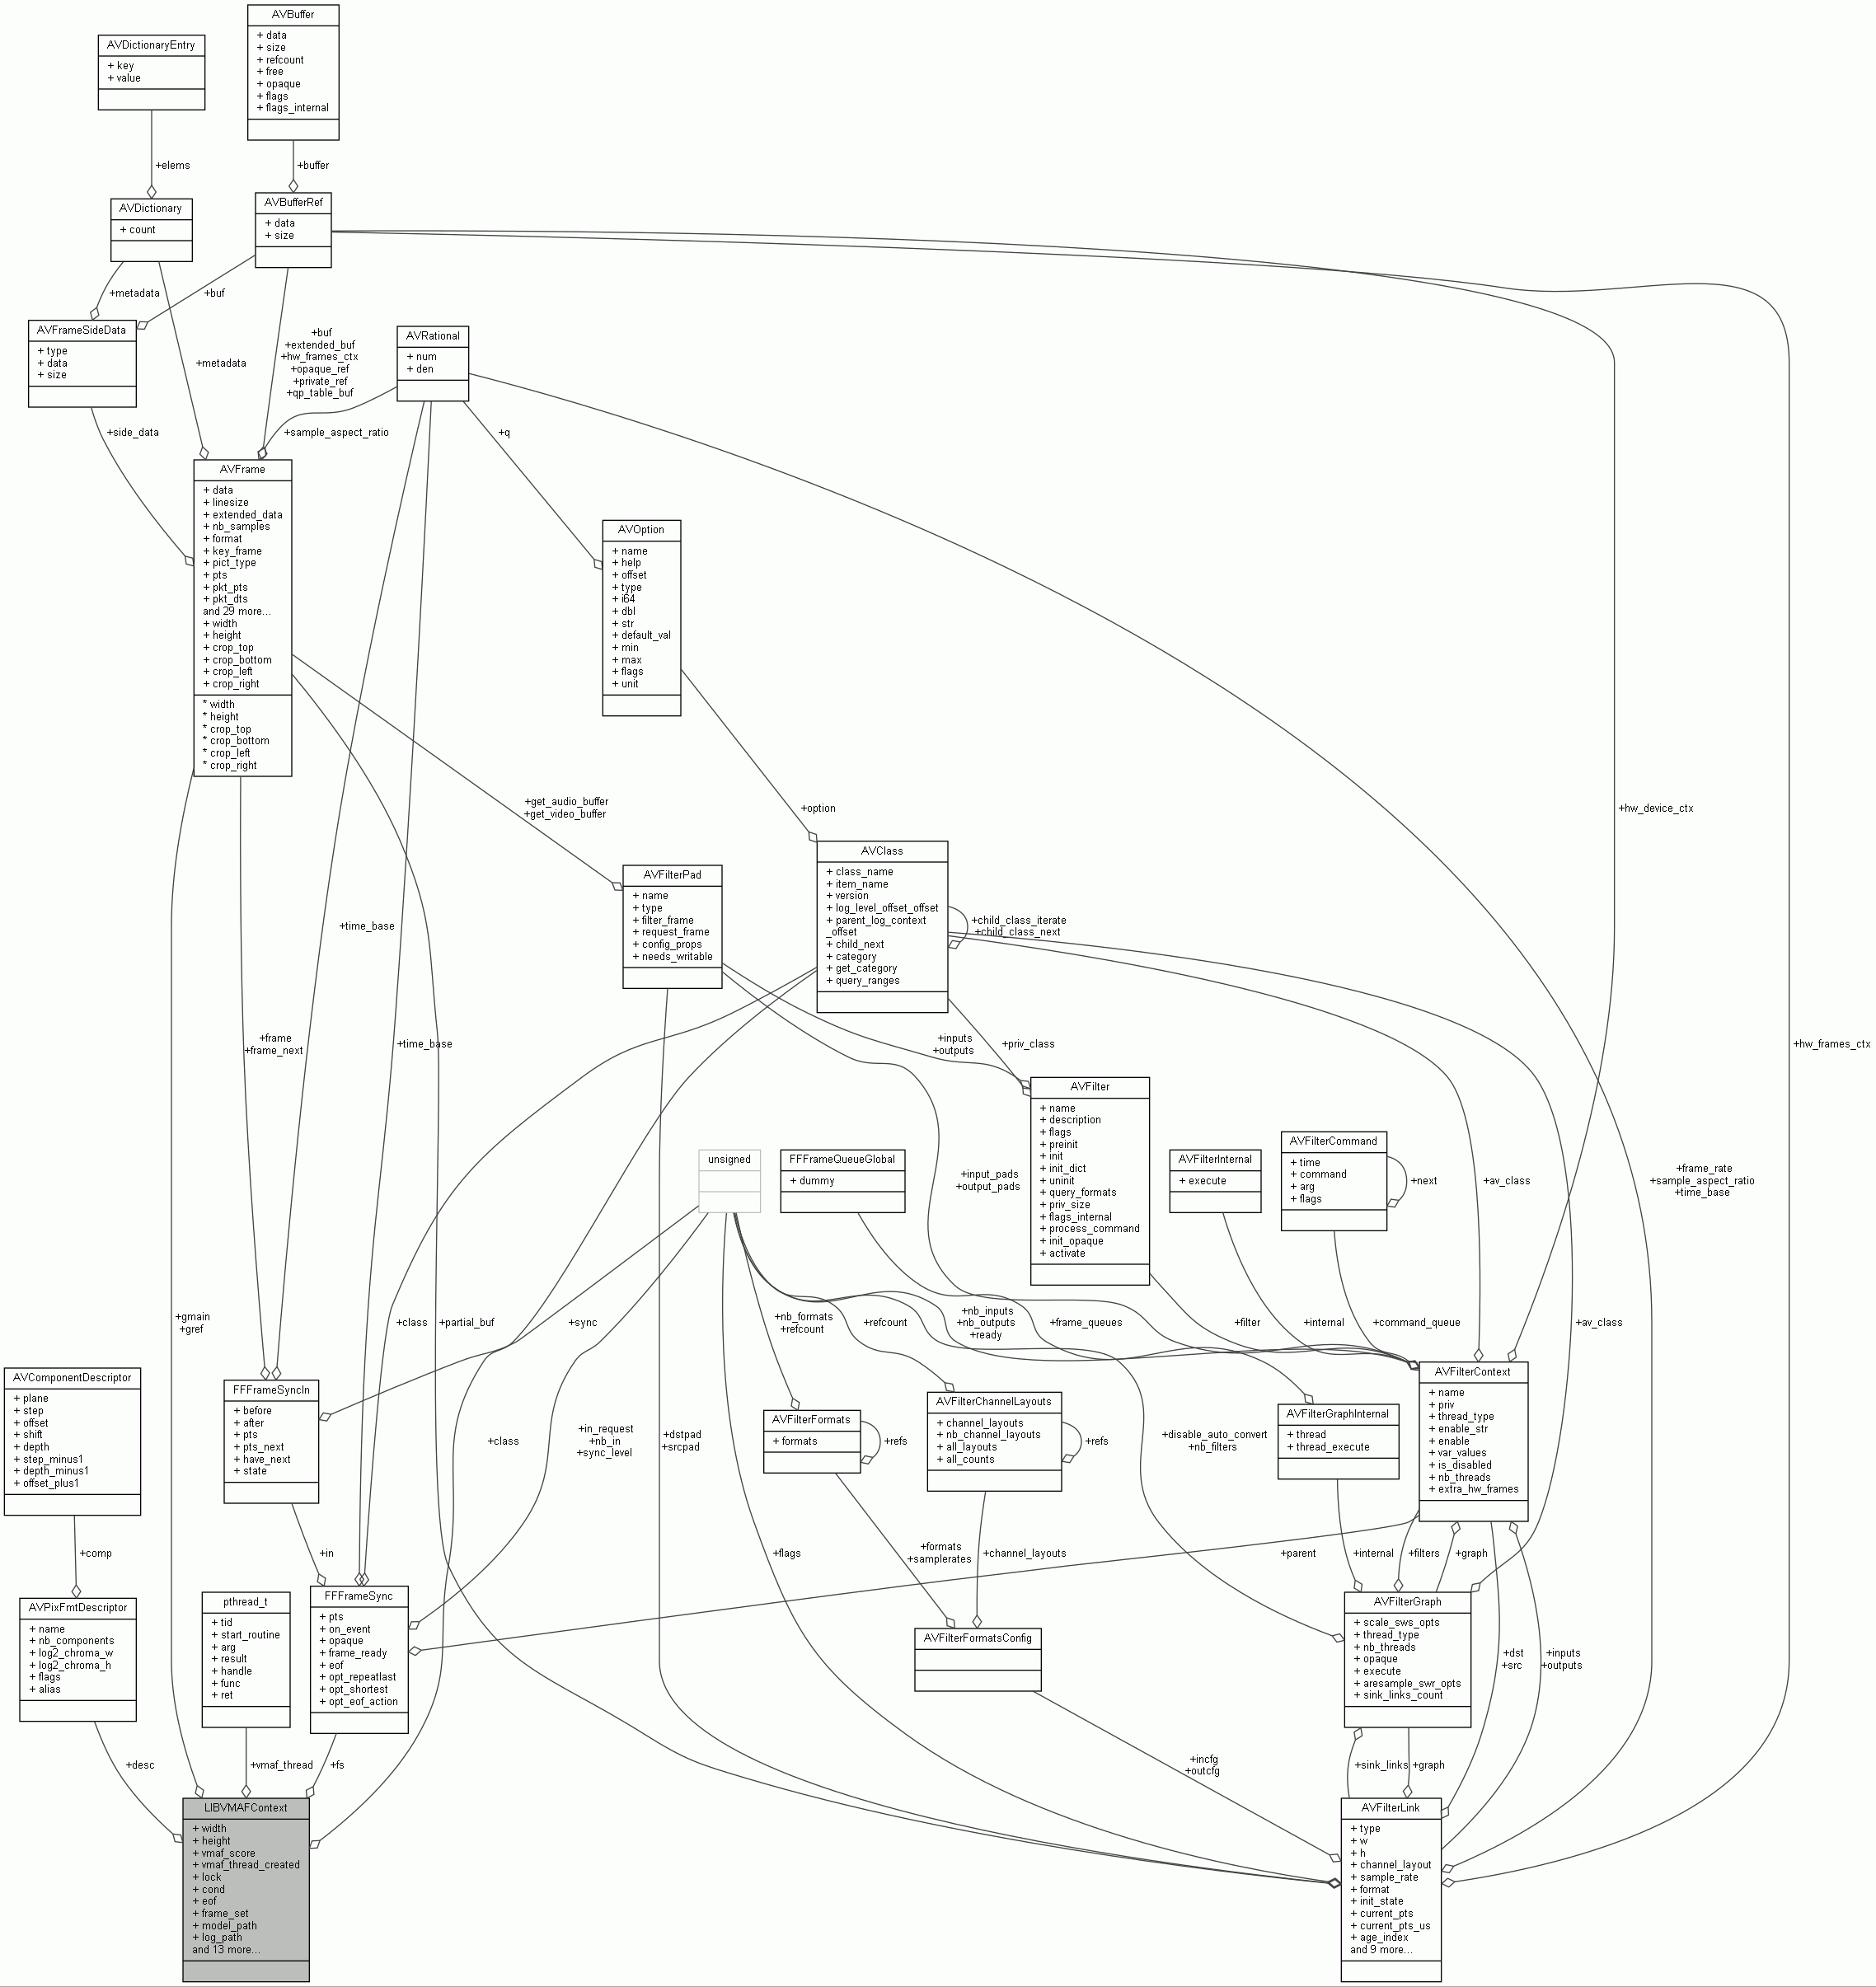 AVBuffer
+ data
+ size
+ refcount
+ free
+ opaque
+ flags
+ flags_internal
AVDictionaryEntry
+ key
+ value
+elems
+buffer
AVDictionary
+ count
AVBufferRef
+ data
+ size
+metadata
+buf
AVFrameSideData
+ type
+ data
+ size
+metadata
+buf
+extended_buf
+hw_frames_ctx
+opaque_ref
+private_ref
+qp_table_buf
AVRational
+ num
+ den
+side_data
+sample_aspect_ratio
+q
AVFrame
+ data
+ linesize
+ extended_data
+ nb_samples
+ format
+ key_frame
+ pict_type
+ pts
+ pkt_pts
+ pkt_dts
and 29 more...
+ width
+ height
+ crop_top
+ crop_bottom
+ crop_left
+ crop_right
* width
* height
* crop_top
* crop_bottom
* crop_left
* crop_right
AVOption
+ name
+ help
+ offset
+ type
+ i64
+ dbl
+ str
+ default_val
+ min
+ max
+ flags
+ unit
+get_audio_buffer
+get_video_buffer
+option
+hw_device_ctx
AVFilterPad
+ name
+ type
+ filter_frame
+ request_frame
+ config_props
+ needs_writable
AVClass
+ class_name
+ item_name
+ version
+ log_level_offset_offset
+ parent_log_context
_offset
+ child_next
+ category
+ get_category
+ query_ranges
+child_class_iterate
+child_class_next
+time_base
+frame
+frame_next
+time_base
+inputs
+outputs
+priv_class
+hw_frames_ctx
AVFilter
+ name
+ description
+ flags
+ preinit
+ init
+ init_dict
+ uninit
+ query_formats
+ priv_size
+ flags_internal
+ process_command
+ init_opaque
+ activate
unsigned
FFFrameQueueGlobal
+ dummy
+input_pads
+output_pads
AVFilterInternal
+ execute
AVFilterCommand
+ time
+ command
+ arg
+ flags
+next
+av_class
+frame_rate
+sample_aspect_ratio
+time_base
+gmain
+gref
+class
+partial_buf
+sync
+nb_formats
+refcount
+refcount
+nb_inputs
+nb_outputs
+ready
+frame_queues
+filter
+internal
+command_queue
+av_class
AVComponentDescriptor
+ plane
+ step
+ offset
+ shift
+ depth
+ step_minus1
+ depth_minus1
+ offset_plus1
FFFrameSyncIn
+ before
+ after
+ pts
+ pts_next
+ have_next
+ state
+class
+in_request
+nb_in
+sync_level
+dstpad
+srcpad
AVFilterFormats
+ formats
+refs
AVFilterChannelLayouts
+ channel_layouts
+ nb_channel_layouts
+ all_layouts
+ all_counts
+refs
+disable_auto_convert
+nb_filters
AVFilterGraphInternal
+ thread
+ thread_execute
AVFilterContext
+ name
+ priv
+ thread_type
+ enable_str
+ enable
+ var_values
+ is_disabled
+ nb_threads
+ extra_hw_frames
+comp
+in
+flags
+formats
+samplerates
+channel_layouts
+parent
+internal
+filters
+graph
AVPixFmtDescriptor
+ name
+ nb_components
+ log2_chroma_w
+ log2_chroma_h
+ flags
+ alias
pthread_t
+ tid
+ start_routine
+ arg
+ result
+ handle
+ func
+ ret
FFFrameSync
+ pts
+ on_event
+ opaque
+ frame_ready
+ eof
+ opt_repeatlast
+ opt_shortest
+ opt_eof_action
AVFilterFormatsConfig
AVFilterGraph
+ scale_sws_opts
+ thread_type
+ nb_threads
+ opaque
+ execute
+ aresample_swr_opts
+ sink_links_count
+dst
+src
+inputs
+outputs
+desc
+vmaf_thread
+fs
+incfg
+outcfg
+sink_links
+graph
LIBVMAFContext
+ width
+ height
+ vmaf_score
+ vmaf_thread_created
+ lock
+ cond
+ eof
+ frame_set
+ model_path
+ log_path
and 13 more...
AVFilterLink
+ type
+ w
+ h
+ channel_layout
+ sample_rate
+ format
+ init_state
+ current_pts
+ current_pts_us
+ age_index
and 9 more...